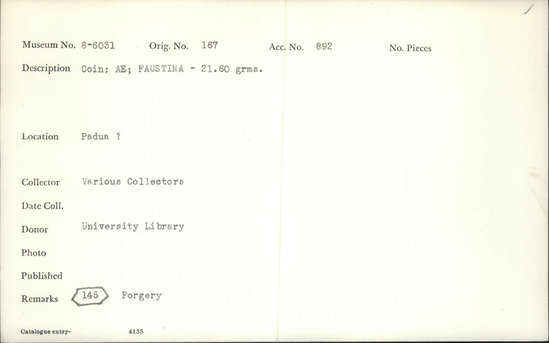 Museum No. 8-6031 Orig. No. 167 Acc. No. 892 No. Pieces
Description Coin: AE; FAUSTINA - 21.60 grms.
Location Padua ?
Collector Various Collectors
Date Coll.
Donor University Library
Photo
Published
Remarks 145 Forgery
Catalogue entry- 4135